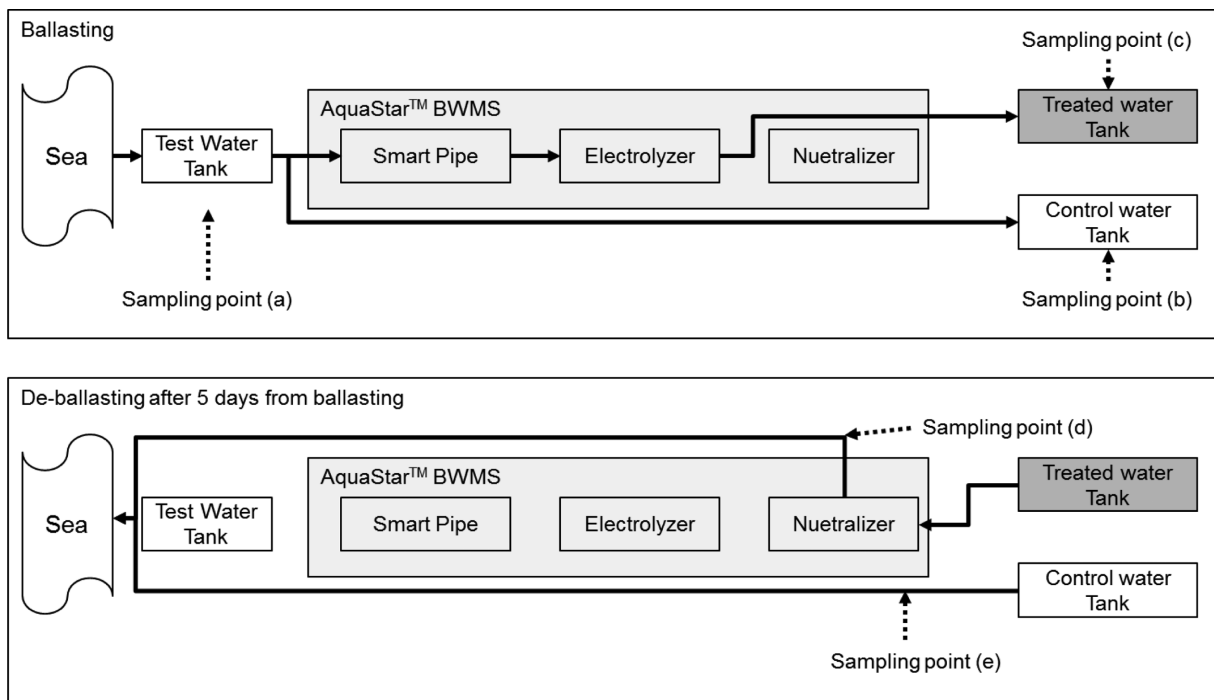 Ballasting
Sampling point (c)
AquaStar™ BWMS
Treated water
Tank
Sea
Test Water
Tank
Smart Pipe
Electrolyzer
Nuetralizer
Control water
Tank
Sampling point (a)
Sampling point (b)
De-ballasting after 5 days from ballasting
Sampling point (d)
AquaStar™ BWMS
Treated water
Tank
Sea
Test Water
Tank
Smart Pipe
Electrolyzer
Nuetralizer
Control water
Tank
Sampling point (e)